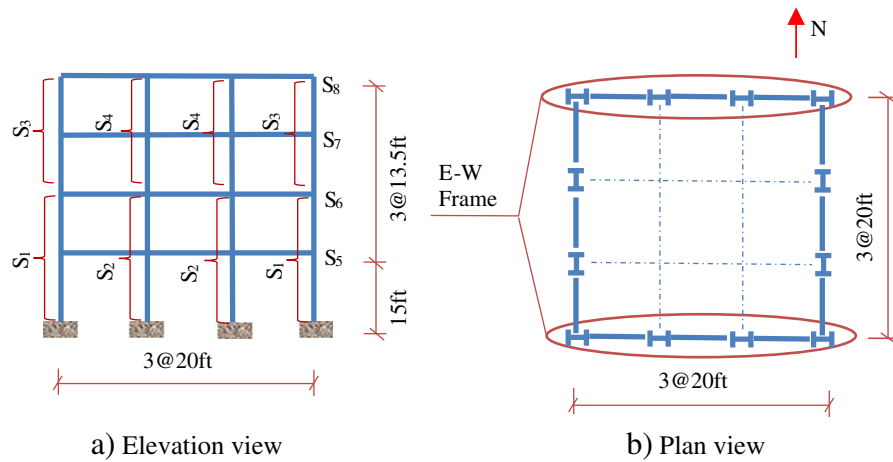 N
S₃
S₄
S₄
S₃
S₈
S₇
S₆
S₅
S₁
S₂
S₂
S₁
3@13.5ft
15ft
3@20ft
a) Elevation view
E-W
Frame
3@20ft
3@20ft
b) Plan view